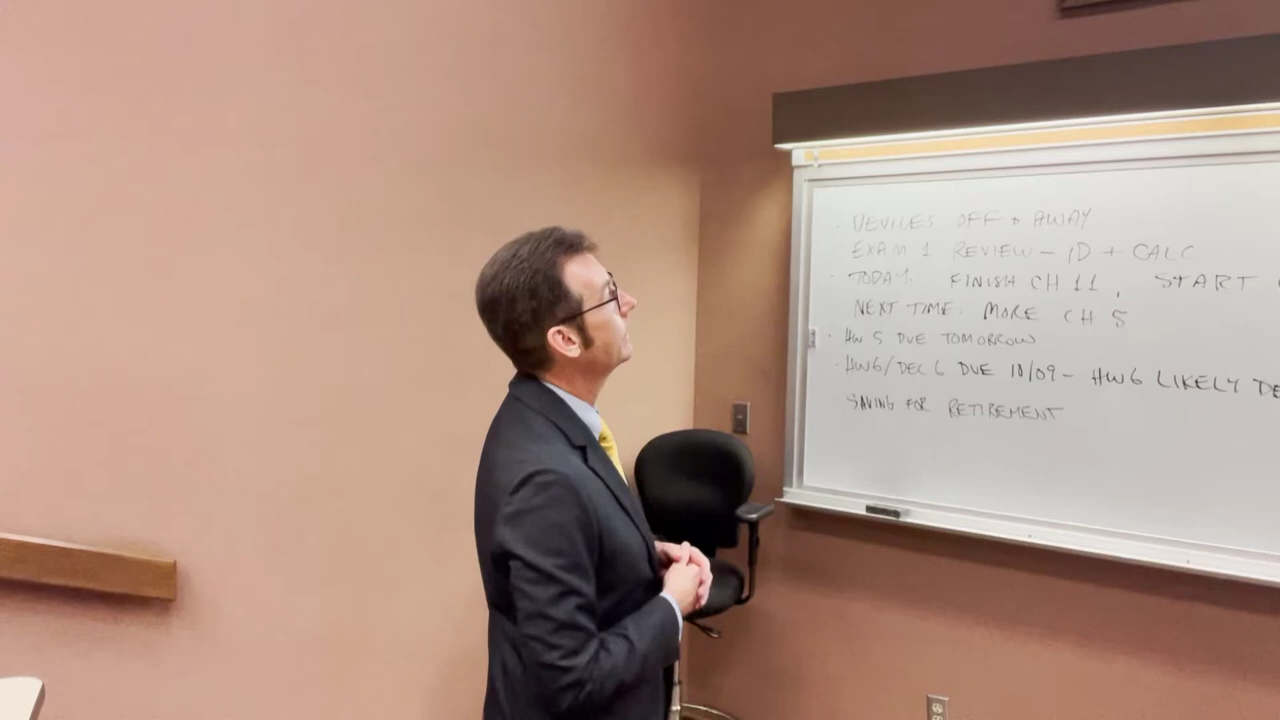 DEVICES OFF + AWAY
EXAM 1 REVIEW - ID + CALC
TODAY: FINISH CH 11, START
NEXT TIME: MORE CH 5
HW 5 DUE TOMORROW
HW6/DEC 6 DUE 10/09 - HW6 LIKELY DE
SAVING FOR RETIREMENT